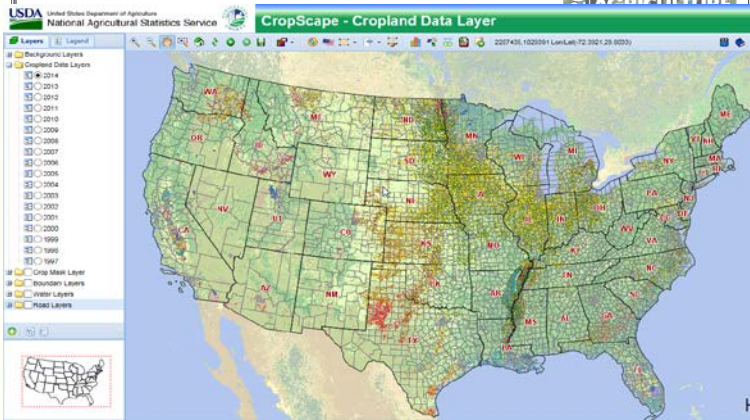 USDA United States Department of Agriculture
National Agricultural Statistics Service
CropScape - Cropland Data Layer
Layers Legend
Background Layers
Cropland Data Layers
2014
2013
2012
2011
2010
2009
2008
2007
2006
2005
2004
2003
2002
2001
2000
1999
1998
1997
Crop Mask Layer
Boundary Layers
Water Layers
Road Layers
WA
MT
ND
MN
ME
OR
ID
SD
WI
MI
VT
NH
NY
MA
WY
IA
PA
NJ
NE
NV
UT
IL
IN
OH
CO
DE
WV
CA
KS
MO
KY
VA
AZ
NM
OK
AR
TN
NC
SC
MS
AL
GA
TX
LA
FL